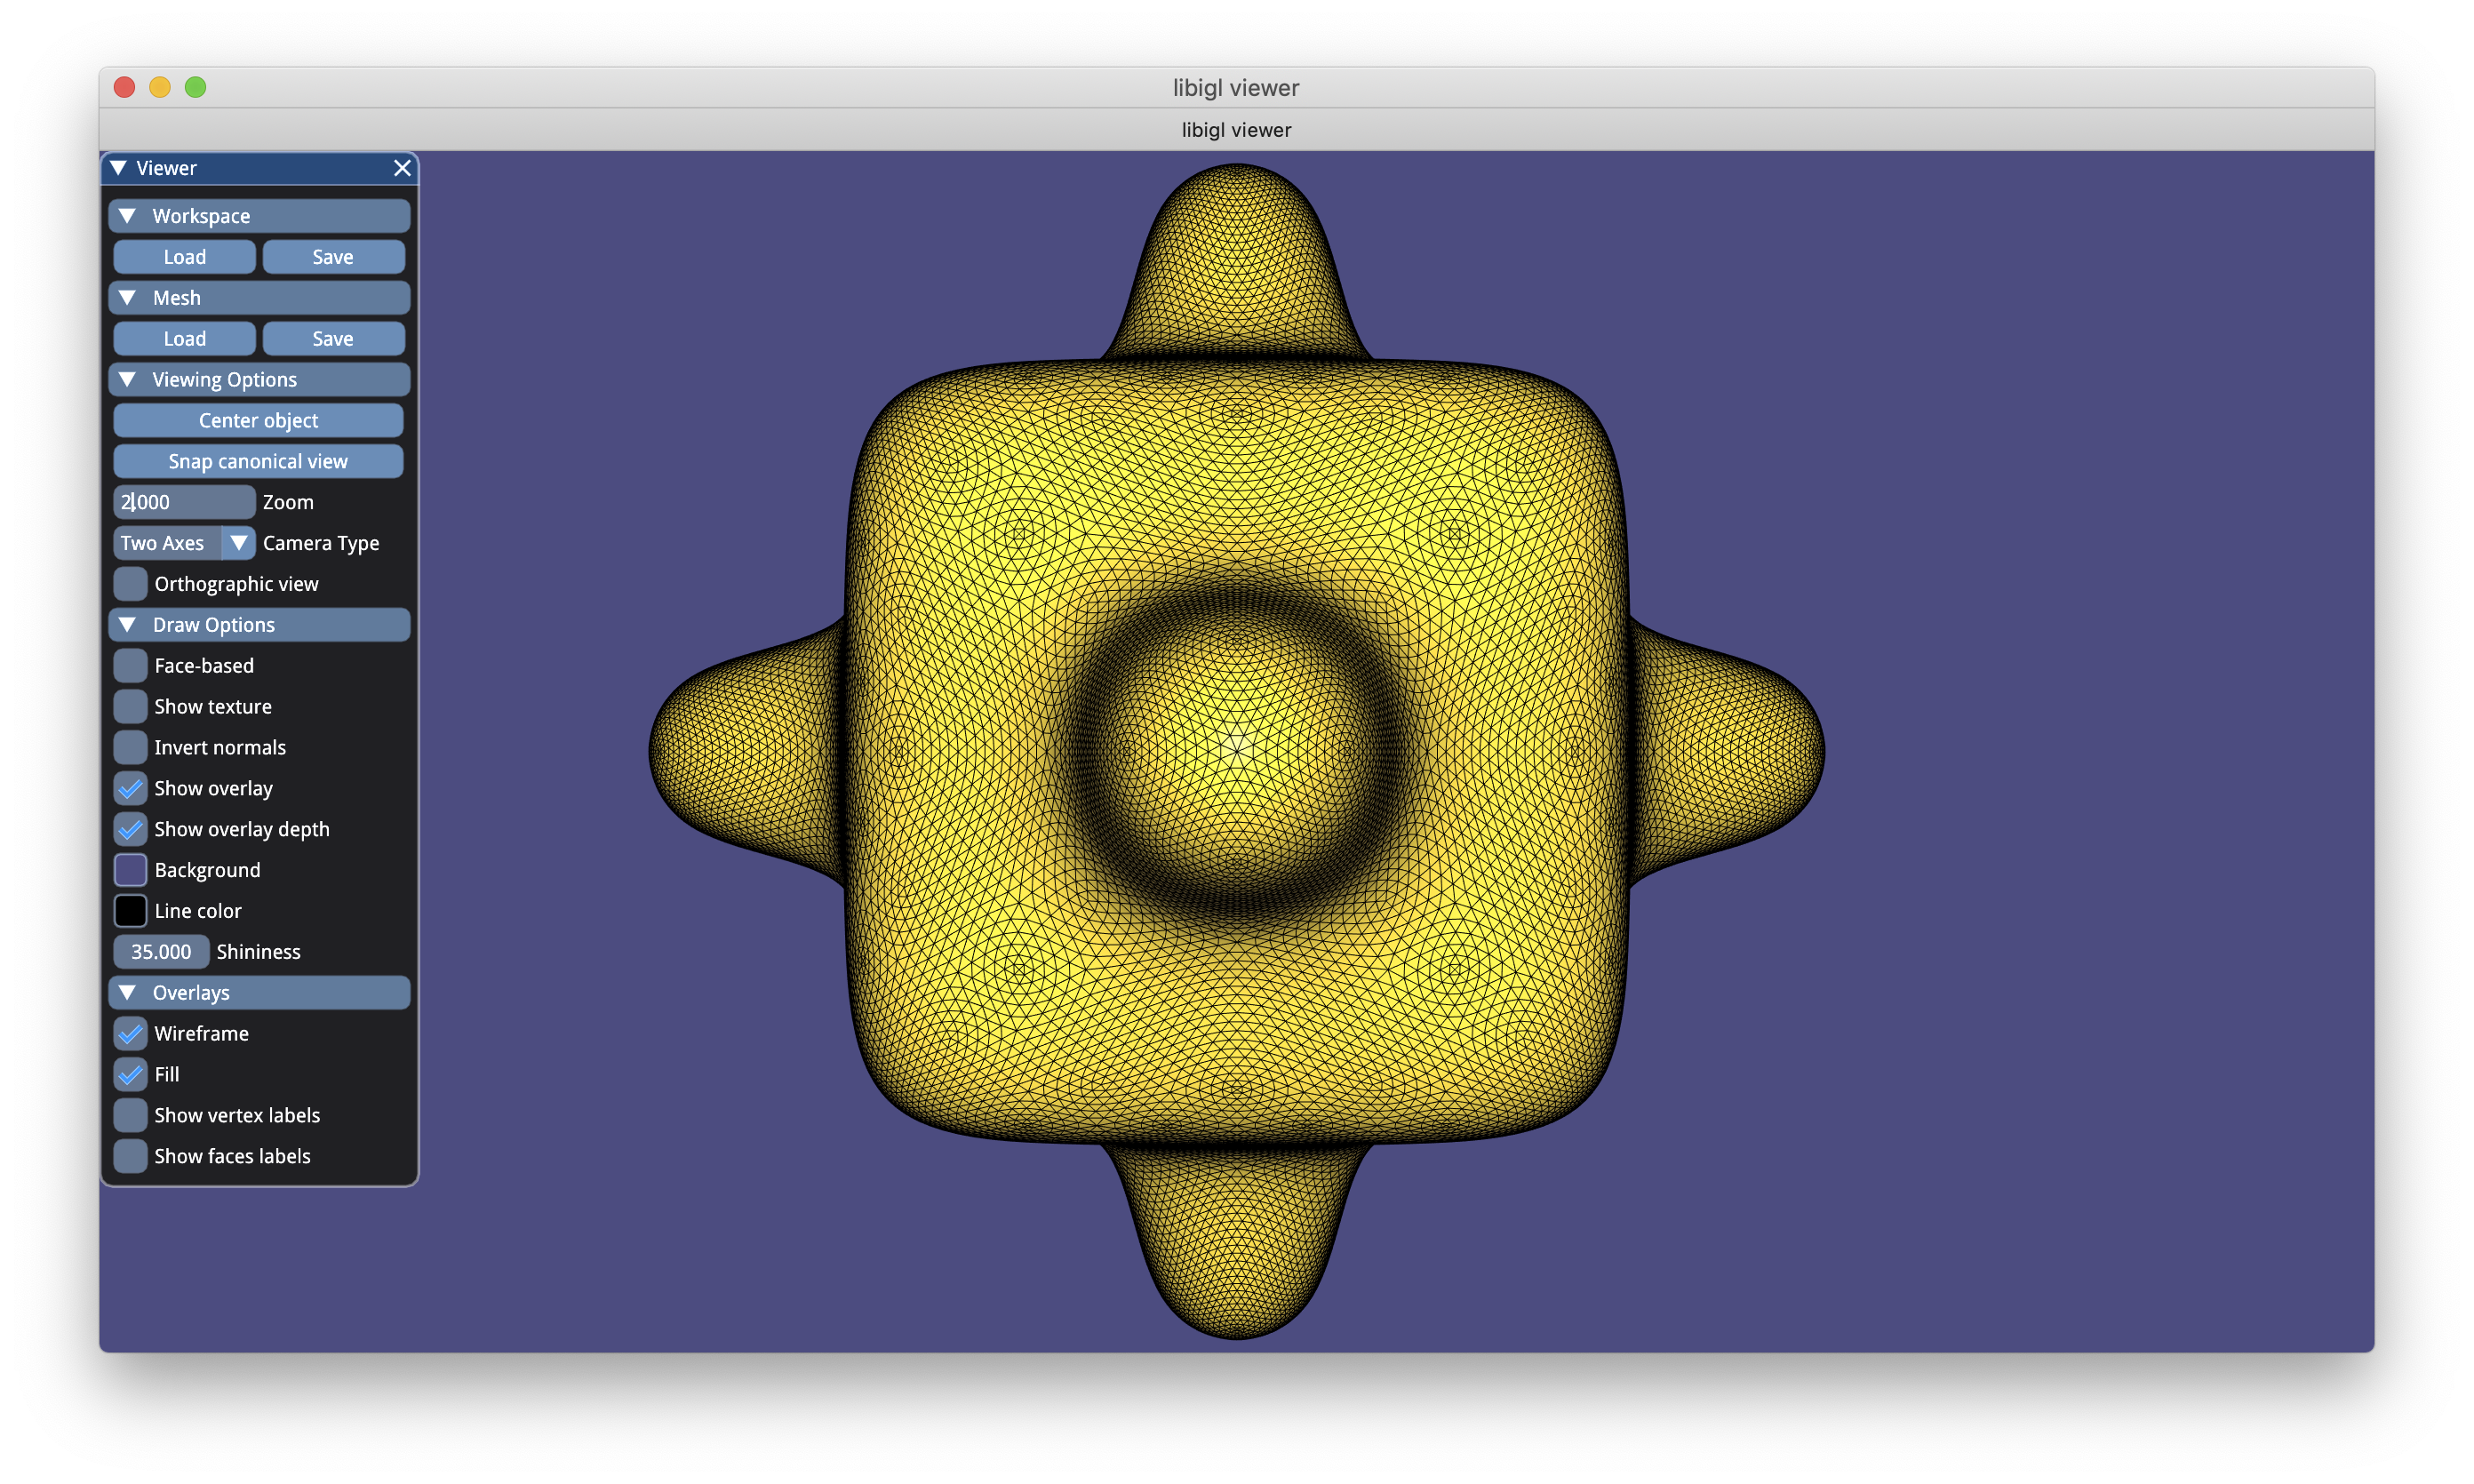 libigl viewer
libigl viewer
Viewer
Workspace
Load Save
Mesh
Load Save
Viewing Options
Center object
Snap canonical view
2.000 Zoom
Two Axes Camera Type
Orthographic view
Draw Options
Face-based
Show texture
Invert normals
Show overlay
Show overlay depth
Background
Line color
35.000 Shininess
Overlays
Wireframe
Fill
Show vertex labels
Show faces labels